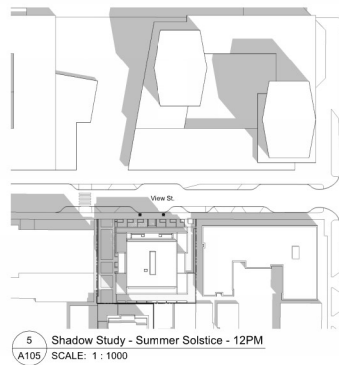 View St.
5
Shadow Study - Summer Solstice - 12PM
A105
SCALE: 1 : 1000